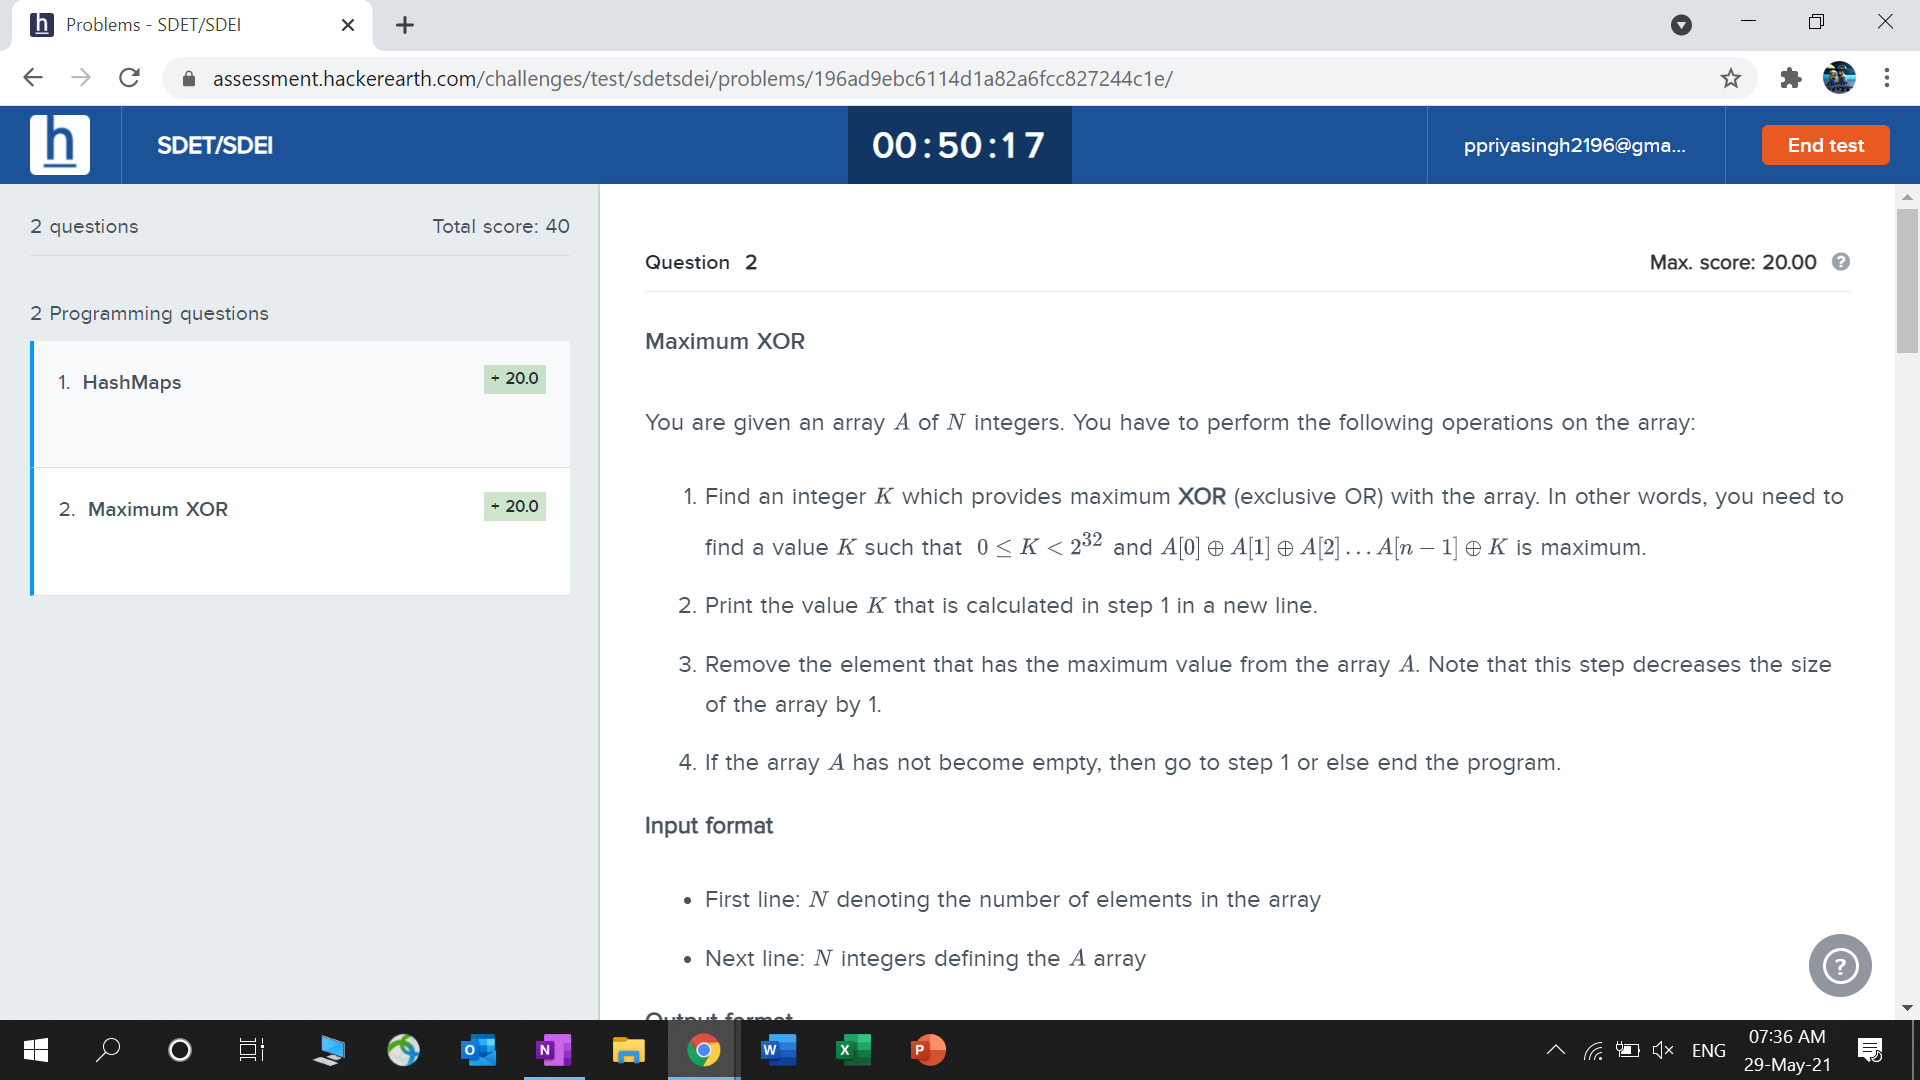 Problems - SDET/SDEI
assessment.hackerearth.com/challenges/test/sdetsdei/problems/196ad9ebc6114d1a82a6fcc827244c1e/
h
SDET/SDEI
00:50:17
ppriyasingh2196@gma...
End test
2 questions
Total score: 40
2 Programming questions
1. HashMaps
+ 20.0
2. Maximum XOR
+ 20.0
Question 2
Max. score: 20.00 ?
Maximum XOR
You are given an array A of N integers. You have to perform the following operations on the array:
1. Find an integer K which provides maximum XOR (exclusive OR) with the array. In other words, you need to
find a value K such that 0 ≤ K < 2^32 and A[0] ⊕ A[1] ⊕ A[2] ... A[n − 1] ⊕ K is maximum.
2. Print the value K that is calculated in step 1 in a new line.
3. Remove the element that has the maximum value from the array A. Note that this step decreases the size
of the array by 1.
4. If the array A has not become empty, then go to step 1 or else end the program.
Input format
• First line: N denoting the number of elements in the array
• Next line: N integers defining the A array
Output format
?
ENG
07:36 AM
29-May-21